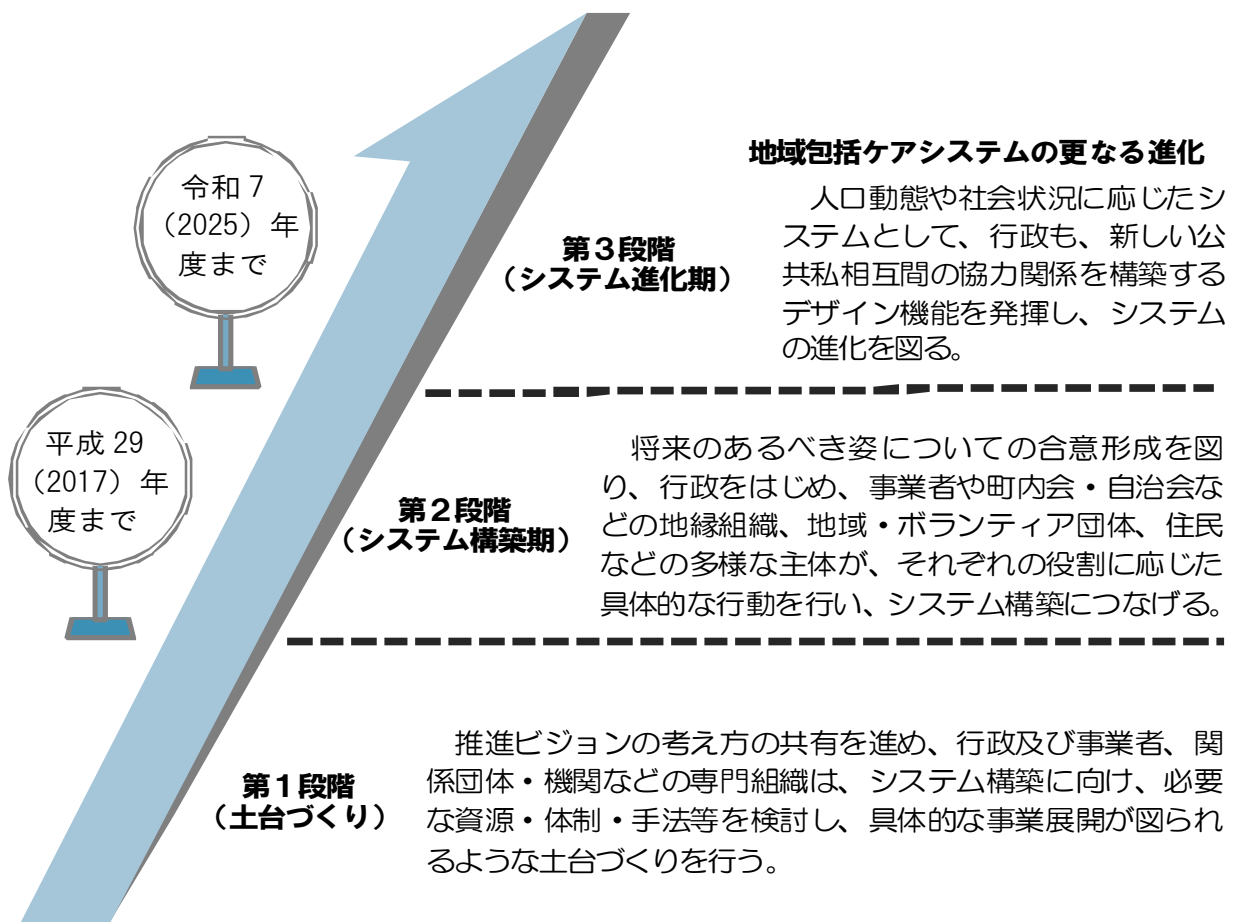 地域包括ケアシステムの更なる進化
令和7
(2025)年
度まで
第3段階
(システム進化期)
人口動態や社会状況に応じたシ
ステムとして、行政も、新しい公
共私相互間の協力関係を構築する
デザイン機能を発揮し、システム
の進化を図る。
平成29
(2017)年
度まで
第2段階
(システム構築期)
将来のあるべき姿についての合意形成を図
り、行政をはじめ、事業者や町内会・自治会な
どの地縁組織、地域・ボランティア団体、住民
などの多様な主体が、それぞれの役割に応じた
具体的な行動を行い、システム構築につなげる。
第1段階
(土台づくり)
推進ビジョンの考え方の共有を進め、行政及び事業者、関
係団体・機関などの専門組織は、システム構築に向け、必要
な資源・体制・手法等を検討し、具体的な事業展開が図られ
るような土台づくりを行う。